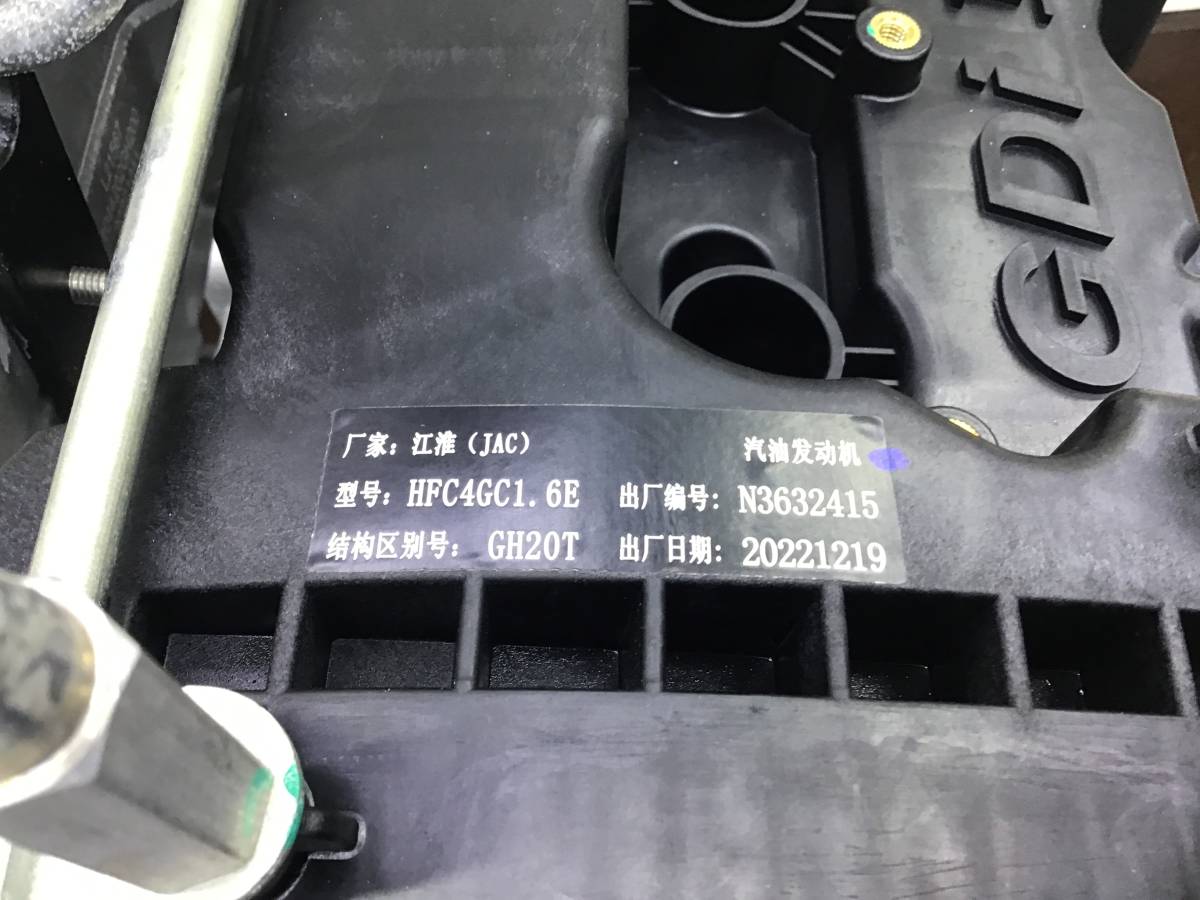 GDi
厂家：江淮（JAC） 汽油发动机
型号：HFC4GC1.6E 出厂编号：N3632415
结构区别号：GH20T 出厂日期：20221219